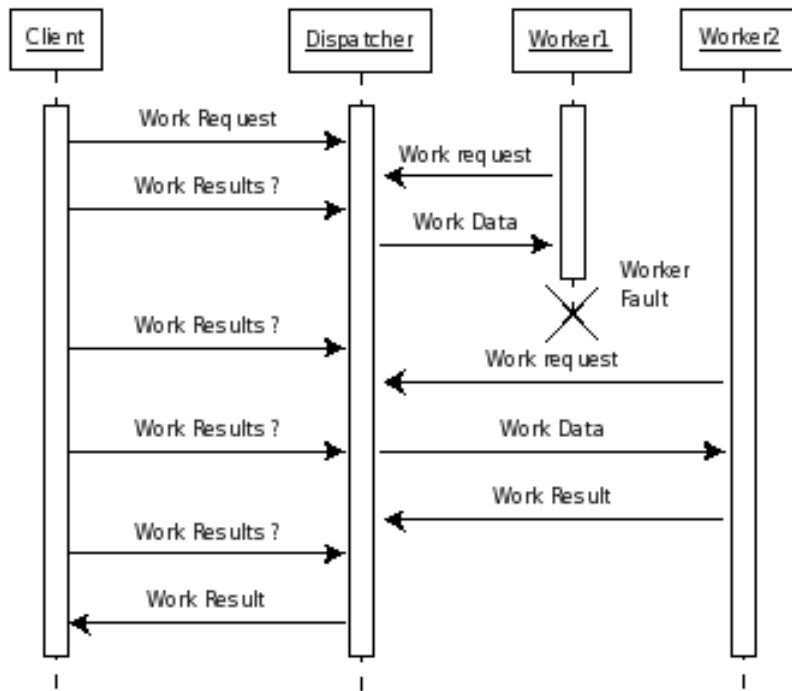 Client
Dispatcher
Worker1
Worker2
Work Request
Work request
Work Results ?
Work Data
Worker
Fault
Work Results ?
Work request
Work Results ?
Work Data
Work Result
Work Results ?
Work Result